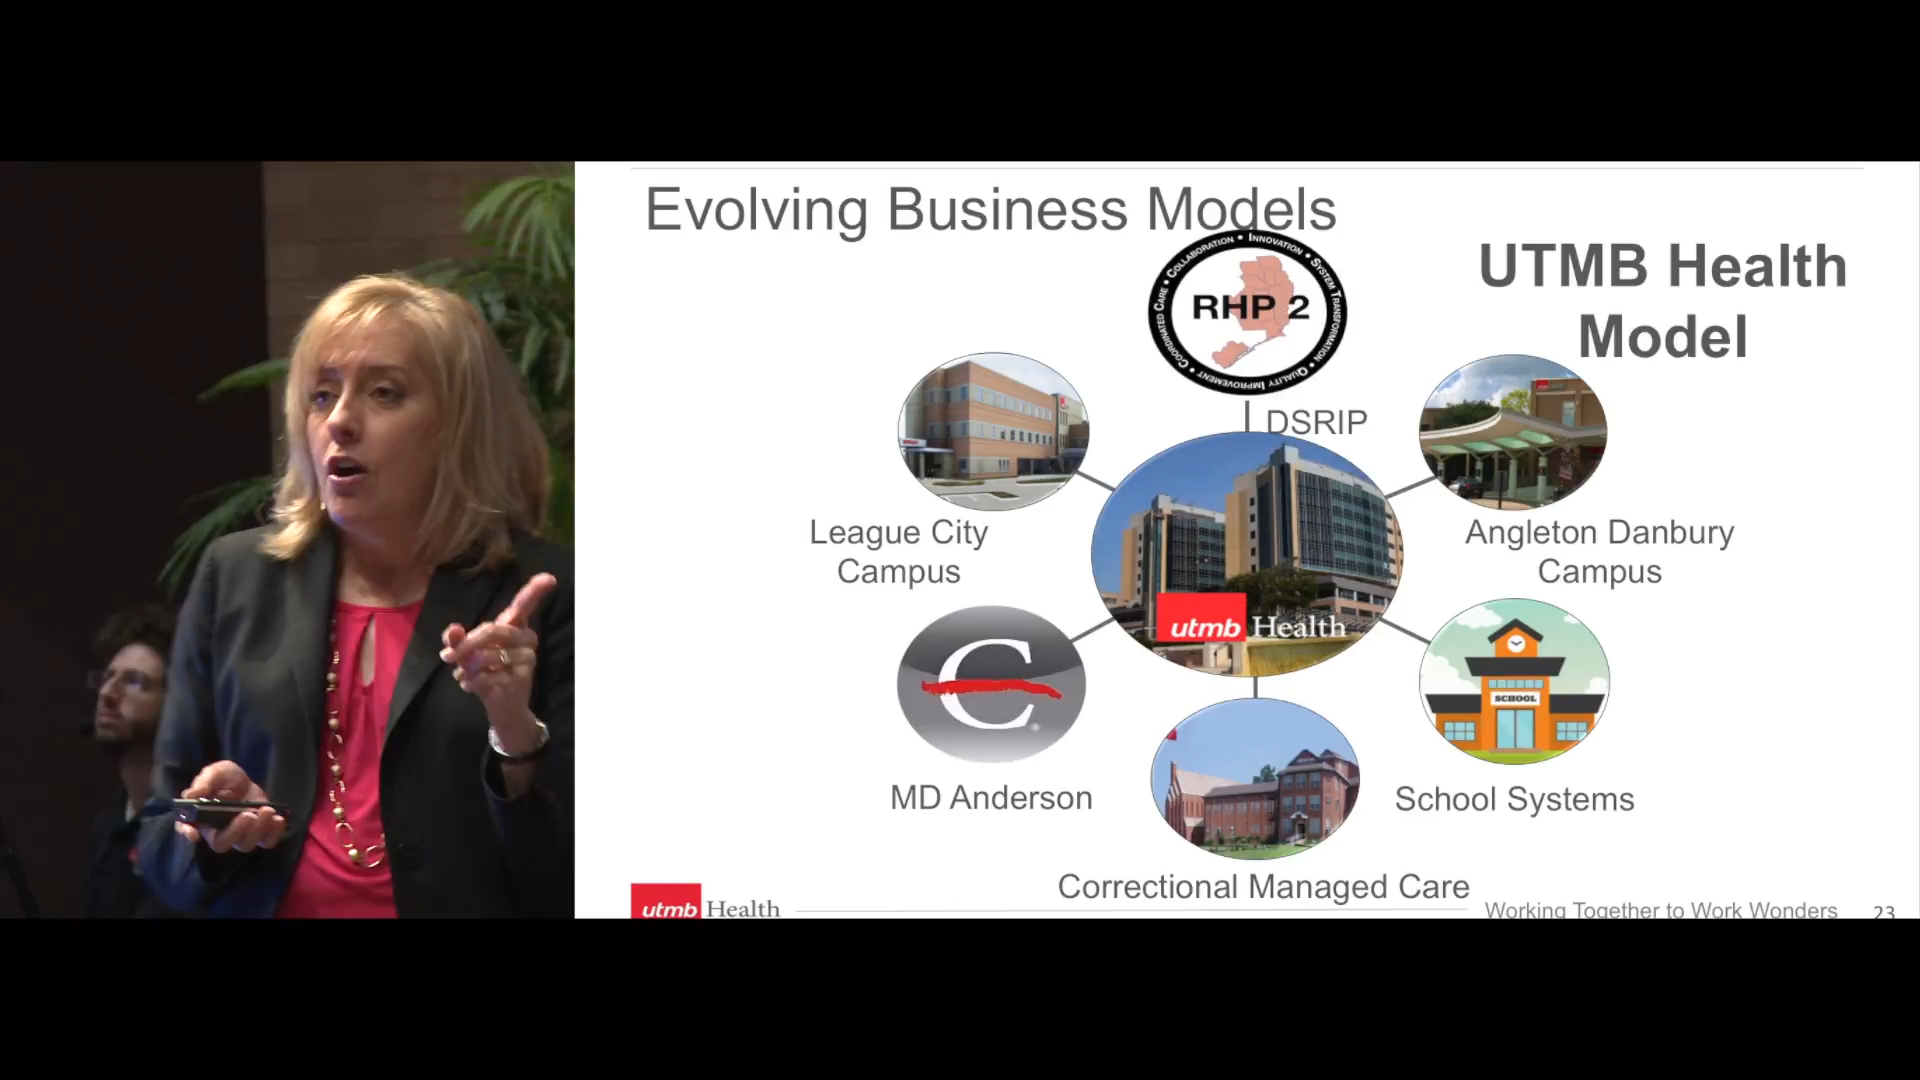 Evolving Business Models
UTMB Health
Model
COORDINATED CARE • COLLABORATION • INNOVATION • SYSTEM TRANSFORMATION • QUALITY IMPROVEMENT •
RHP 2
DSRIP
League City
Campus
Angleton Danbury
Campus
utmb Health
C
MD Anderson
SCHOOL
School Systems
Correctional Managed Care
utmb Health
Working Together to Work Wonders
23